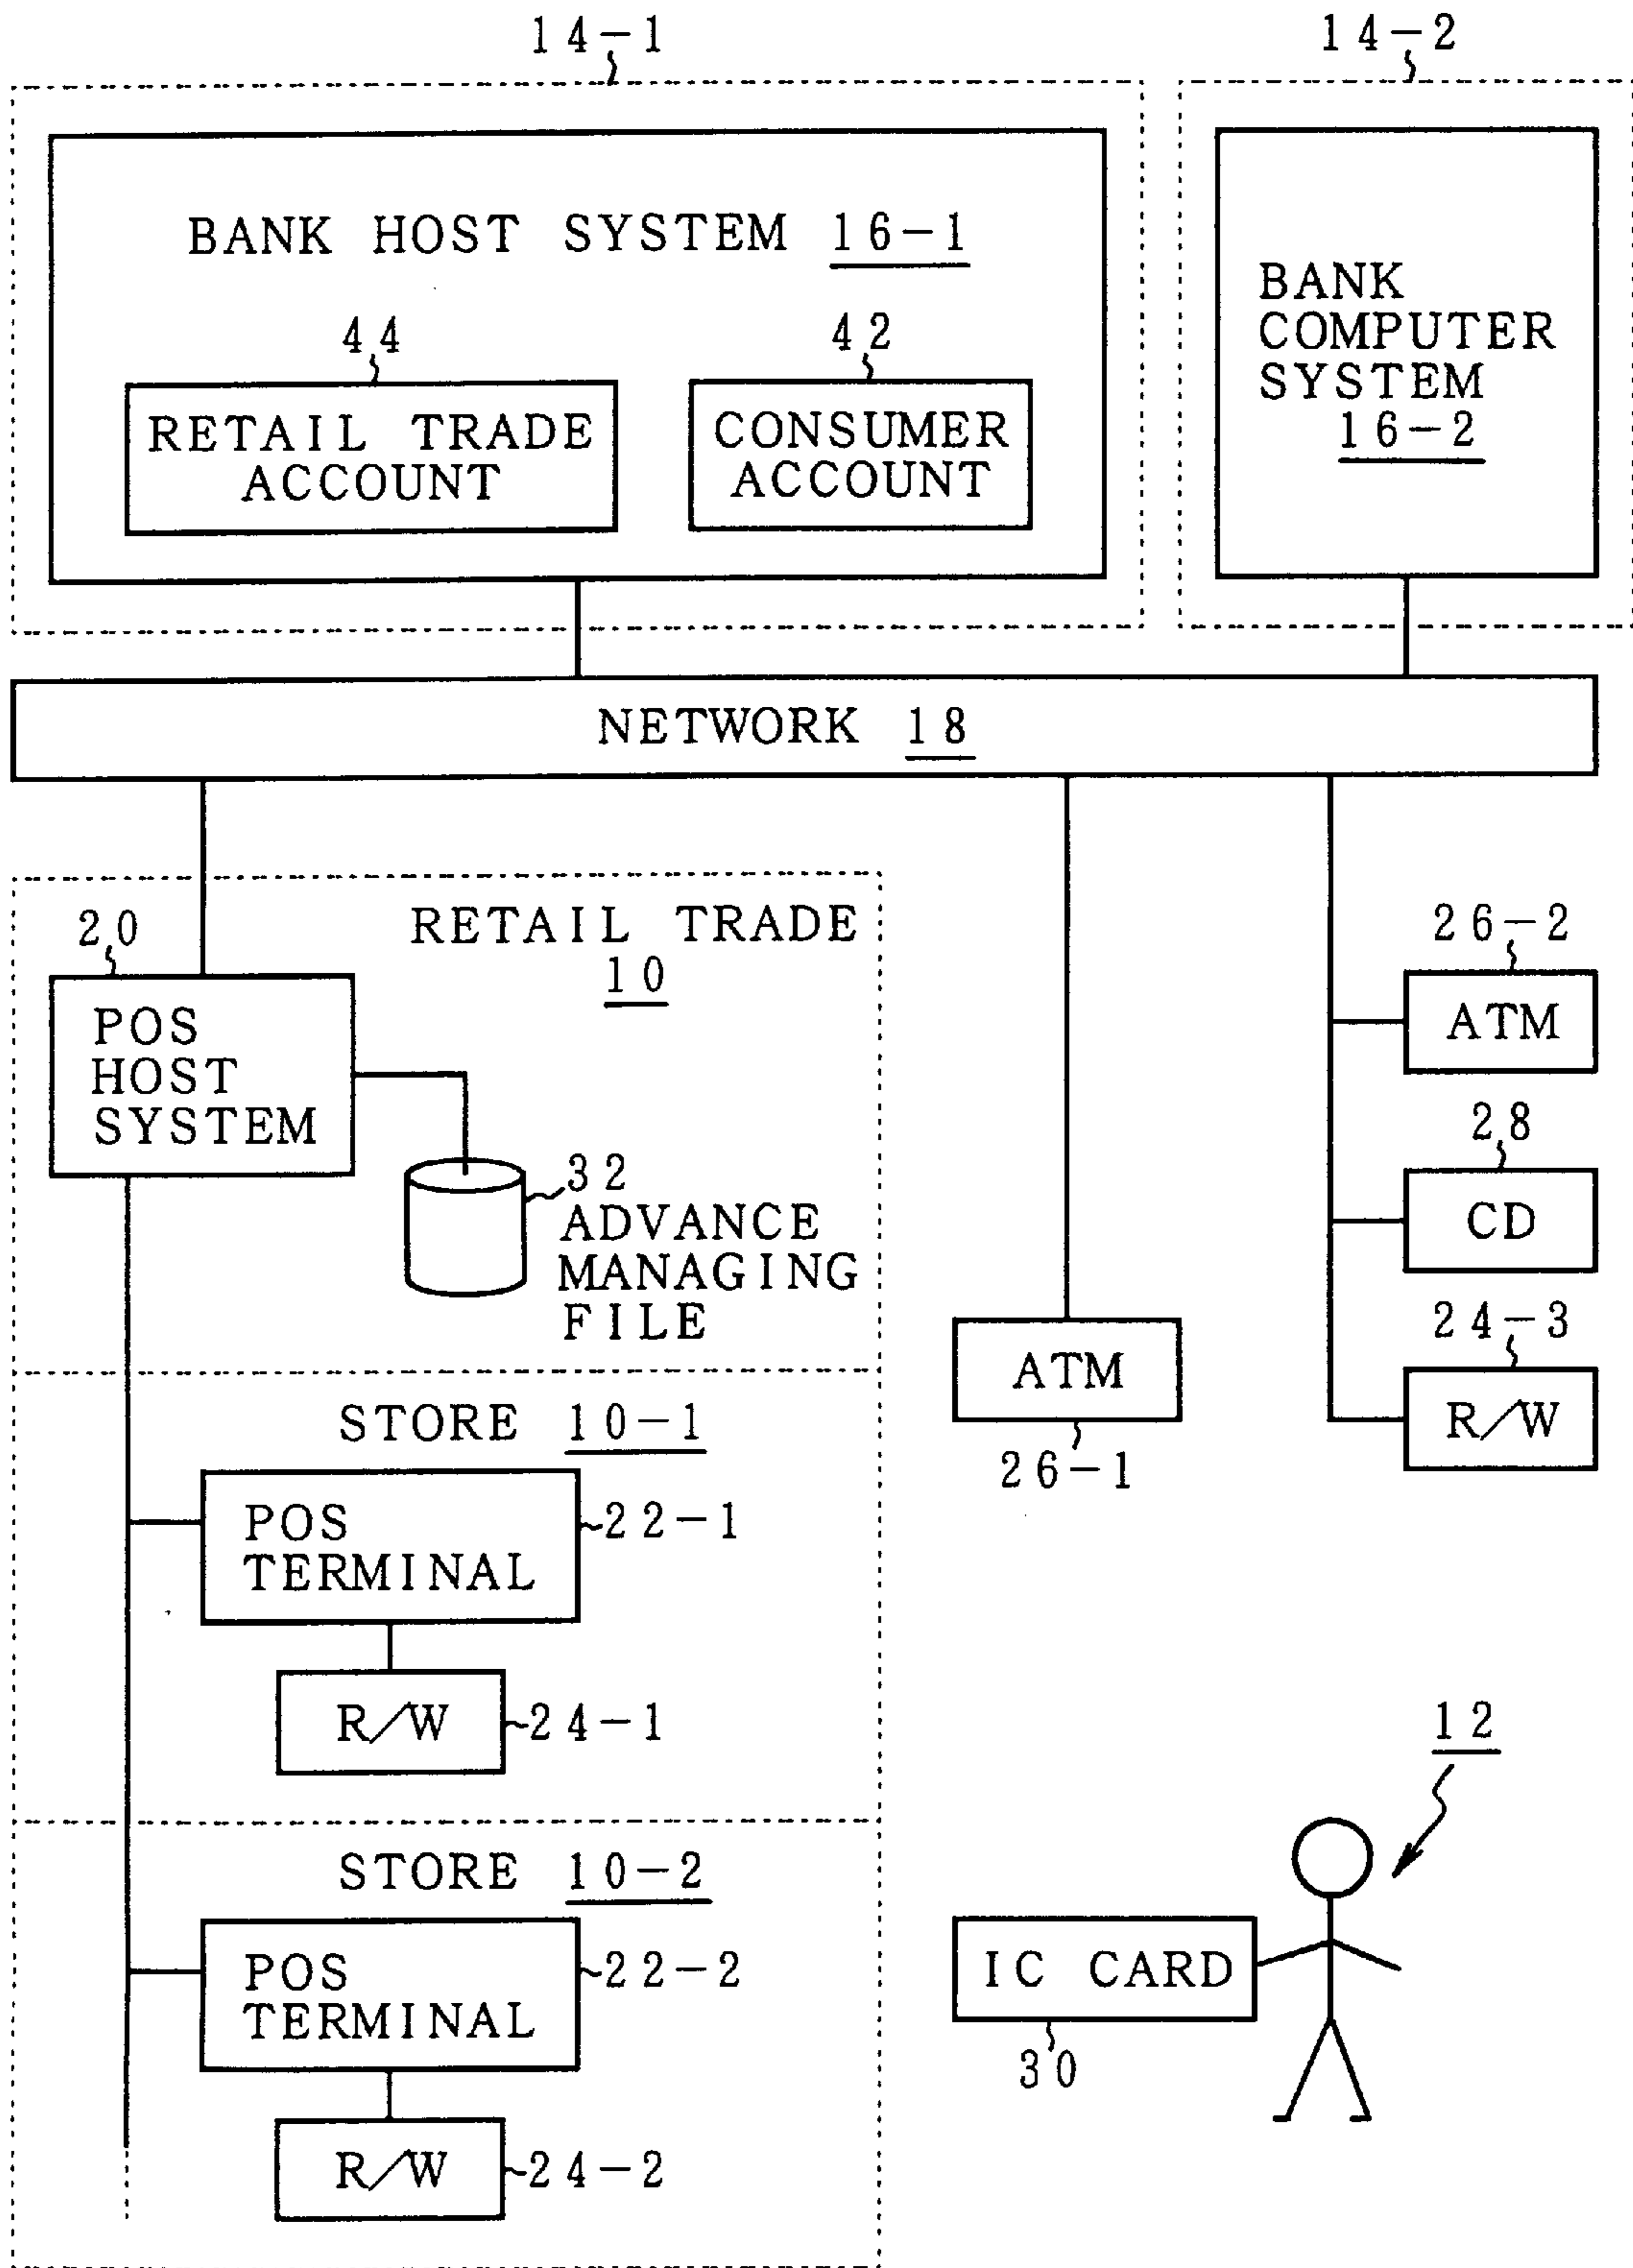 14-1
14-2
BANK HOST SYSTEM 16-1
44
42
RETAIL TRADE
ACCOUNT
CONSUMER
ACCOUNT
BANK
COMPUTER
SYSTEM
16-2
NETWORK 18
RETAIL TRADE
10
20
POS
HOST
SYSTEM
32
ADVANCE
MANAGING
FILE
26-2
ATM
28
CD
24-3
R/W
ATM
26-1
STORE 10-1
POS
TERMINAL
22-1
R/W
24-1
STORE 10-2
POS
TERMINAL
22-2
R/W
24-2
12
IC CARD
30